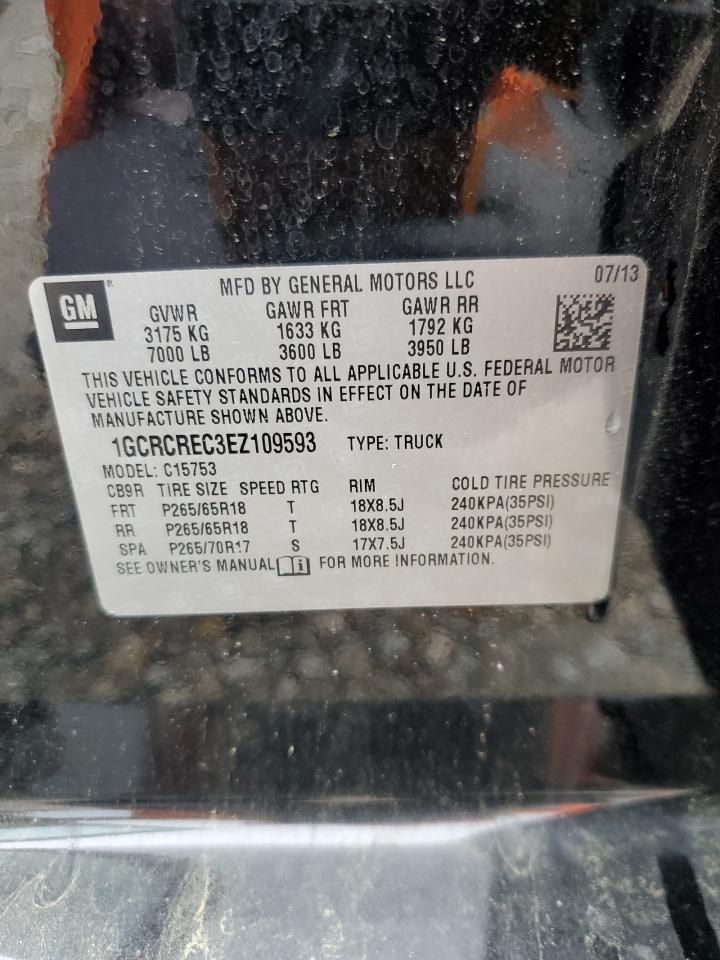 GM
MFD BY GENERAL MOTORS LLC 07/13
GVWR GAWR FRT GAWR RR
3175 KG 1633 KG 1792 KG
7000 LB 3600 LB 3950 LB
THIS VEHICLE CONFORMS TO ALL APPLICABLE U.S. FEDERAL MOTOR
VEHICLE SAFETY STANDARDS IN EFFECT ON THE DATE OF
MANUFACTURE SHOWN ABOVE.
1GCRCREC3EZ109593 TYPE: TRUCK
MODEL: C15753
CB9R TIRE SIZE SPEED RTG RIM COLD TIRE PRESSURE
FRT P265/65R18 T 18X8.5J 240KPA(35PSI)
RR P265/65R18 T 18X8.5J 240KPA(35PSI)
SPA P265/70R17 S 17X7.5J 240KPA(35PSI)
SEE OWNER'S MANUAL i FOR MORE INFORMATION.